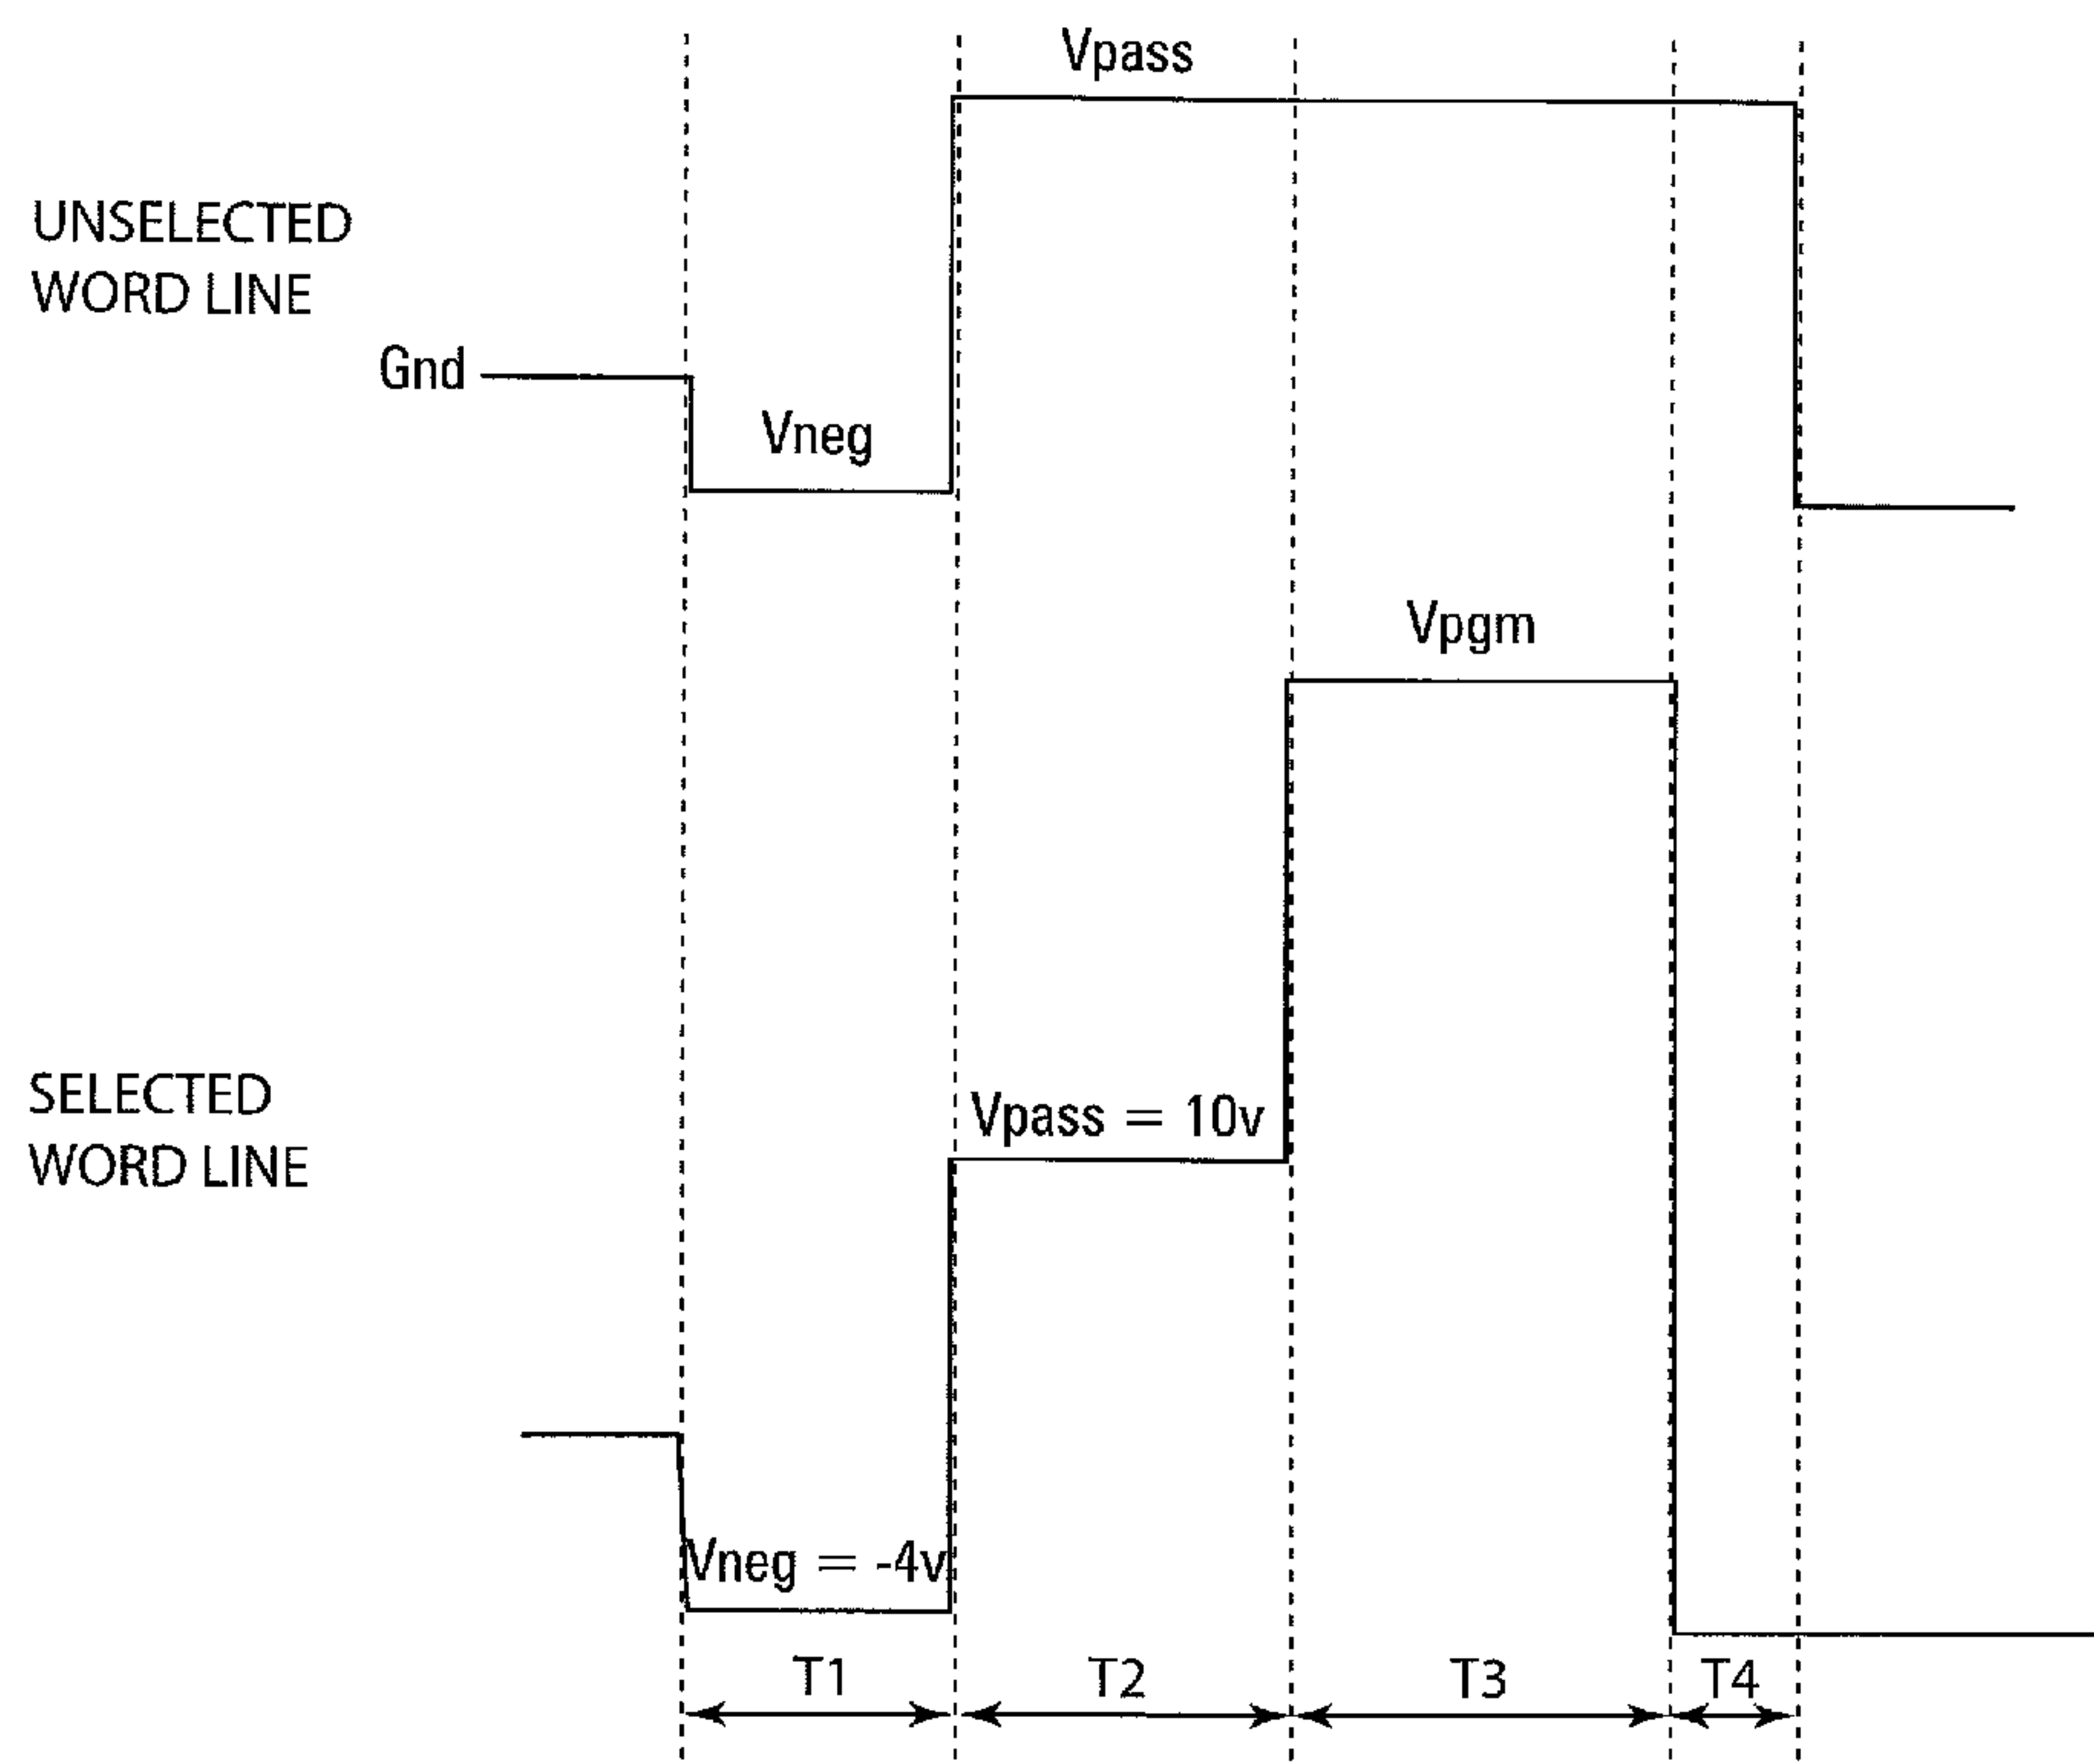 Vpass
UNSELECTED
WORD LINE
Gnd
Vneg
Vpgm
SELECTED
WORD LINE
Vpass = 10v
Vneg = -4v
T1 T2 T3 T4